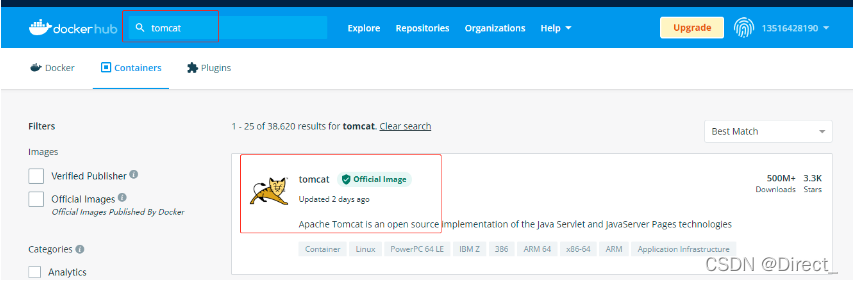 dockerhub
tomcat
Explore Repositories Organizations Help
Upgrade
13516428190
Docker Containers Plugins
Filters
1 - 25 of 38,620 results for tomcat. Clear search
Best Match
Images
Verified Publisher
Official Images
Official Images Published By Docker
Categories
Analytics
tomcat Official Image
Updated 2 days ago
500M+ 3.3K
Downloads Stars
Apache Tomcat is an open source implementation of the Java Servlet and JavaServer Pages technologies
Container Linux PowerPC 64 LE IBM Z 386 ARM 64 x86-64 ARM Application Infrastructure
CSDN @Direct_